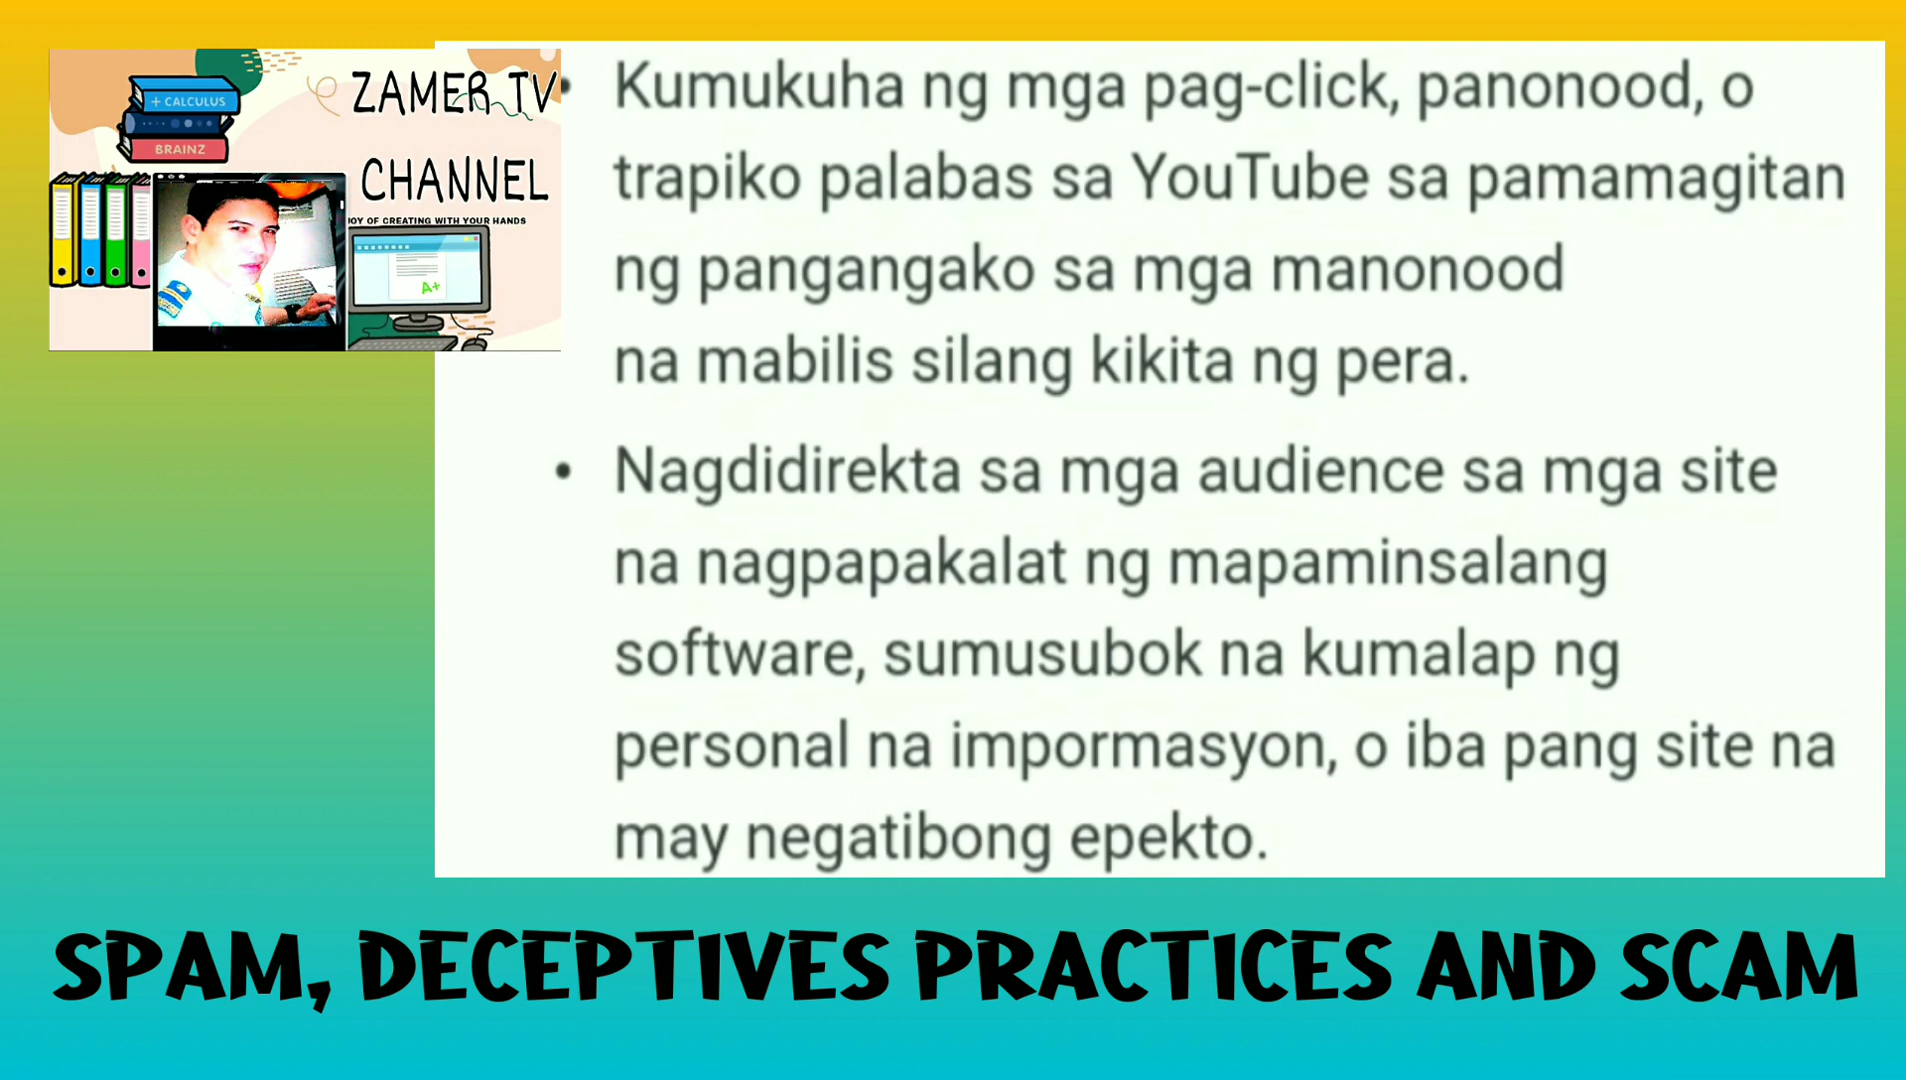 + CALCULUS
BRAINZ
ZAMER TV
CHANNEL
JOY OF CREATING WITH YOUR HANDS
A+
• Kumukuha ng mga pag-click, panonood, o
trapiko palabas sa YouTube sa pamamagitan
ng pangangako sa mga manonood
na mabilis silang kikita ng pera.
• Nagdidirekta sa mga audience sa mga site
na nagpapakalat ng mapaminsalang
software, sumusubok na kumalap ng
personal na impormasyon, o iba pang site na
may negatibong epekto.
SPAM, DECEPTIVES PRACTICES AND SCAM